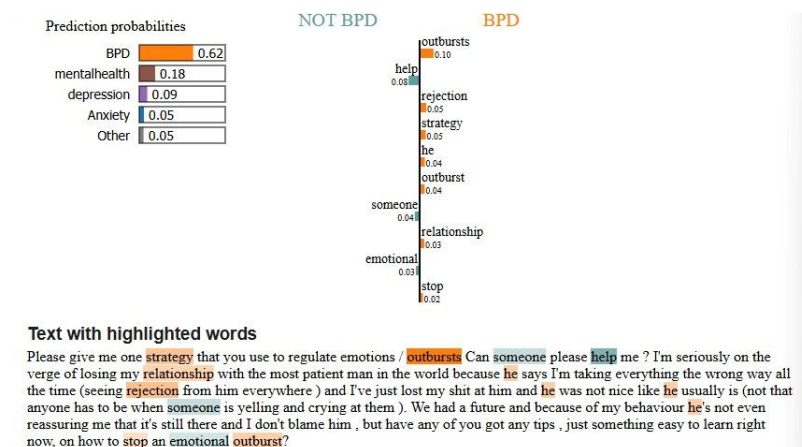 Prediction probabilities
BPD 0.62
mentalhealth 0.18
depression 0.09
Anxiety 0.05
Other 0.05
NOT BPD BPD
outbursts
0.10
help
0.08
rejection
0.05
strategy
0.05
he
0.04
outburst
0.04
someone
0.04
relationship
0.03
emotional
0.03
stop
0.02
Text with highlighted words
Please give me one strategy that you use to regulate emotions / outbursts Can someone please help me ? I'm seriously on the
verge of losing my relationship with the most patient man in the world because he says I'm taking everything the wrong way all
the time (seeing rejection from him everywhere ) and I've just lost my shit at him and he was not nice like he usually is (not that
anyone has to be when someone is yelling and crying at them ). We had a future and because of my behaviour he's not even
reassuring me that it's still there and I don't blame him , but have any of you got any tips , just something easy to learn right
now, on how to stop an emotional outburst?